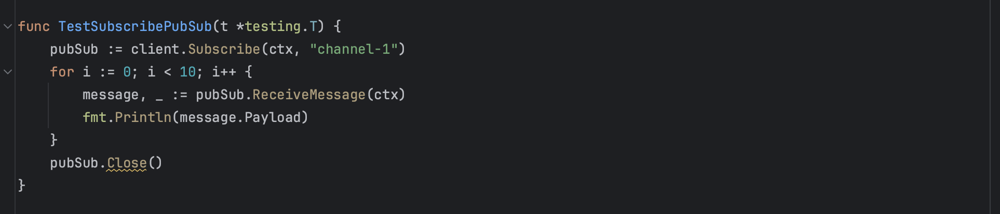 func TestSubscribePubSub(t *testing.T) {
    pubSub := client.Subscribe(ctx, "channel-1")
    for i := 0; i < 10; i++ {
        message, _ := pubSub.ReceiveMessage(ctx)
        fmt.Println(message.Payload)
    }
    pubSub.Close()
}